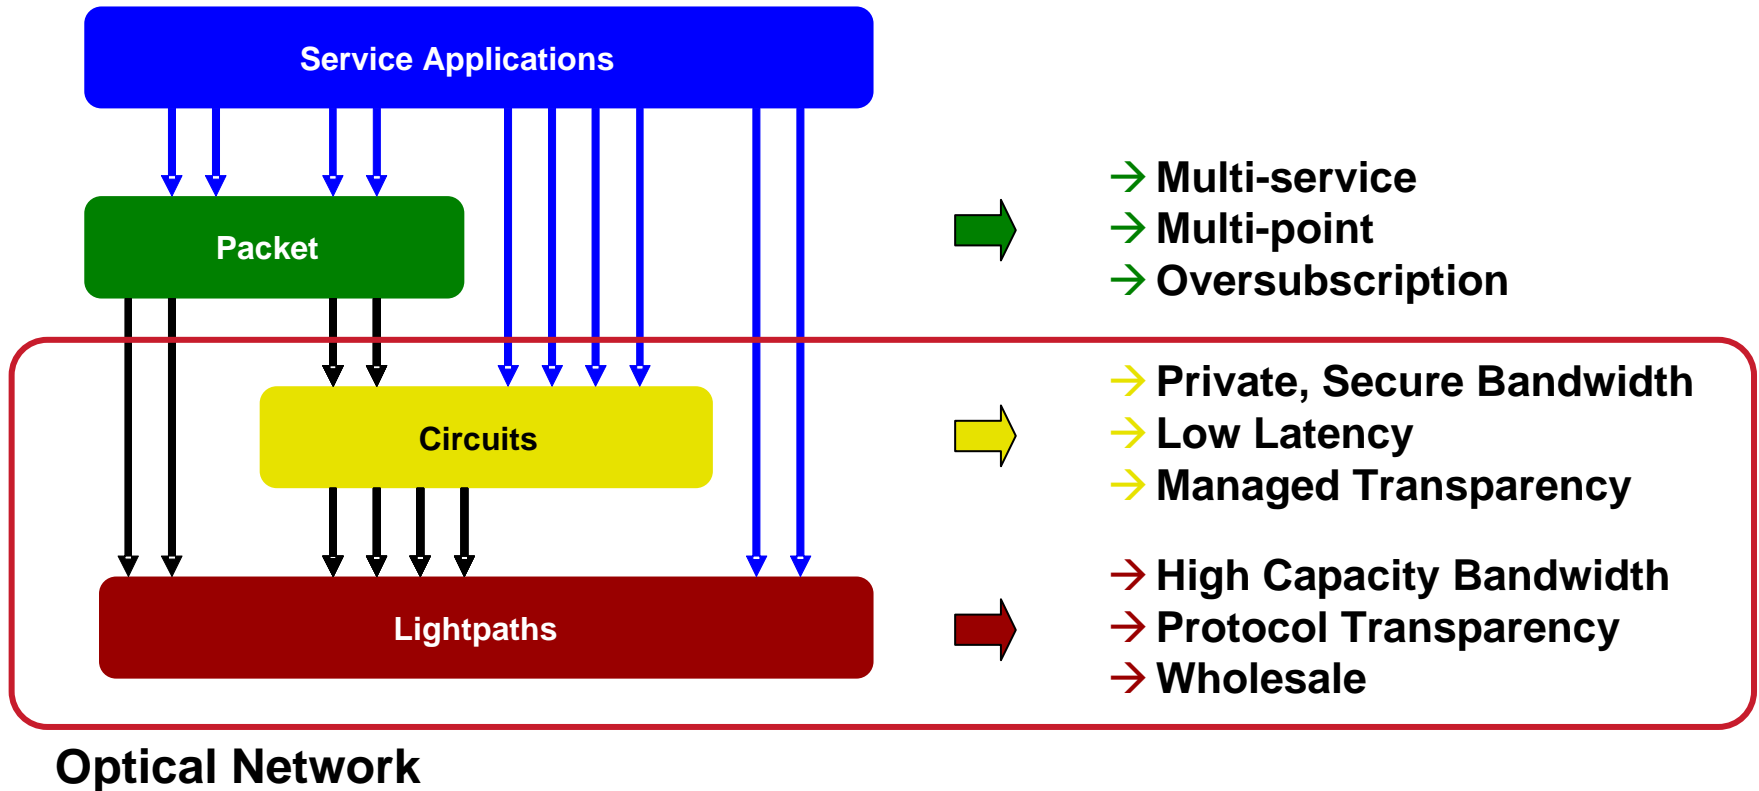 Service Applications
Packet
→ Multi-service
→ Multi-point
→ Oversubscription
Circuits
→ Private, Secure Bandwidth
→ Low Latency
→ Managed Transparency
Lightpaths
→ High Capacity Bandwidth
→ Protocol Transparency
→ Wholesale
Optical Network